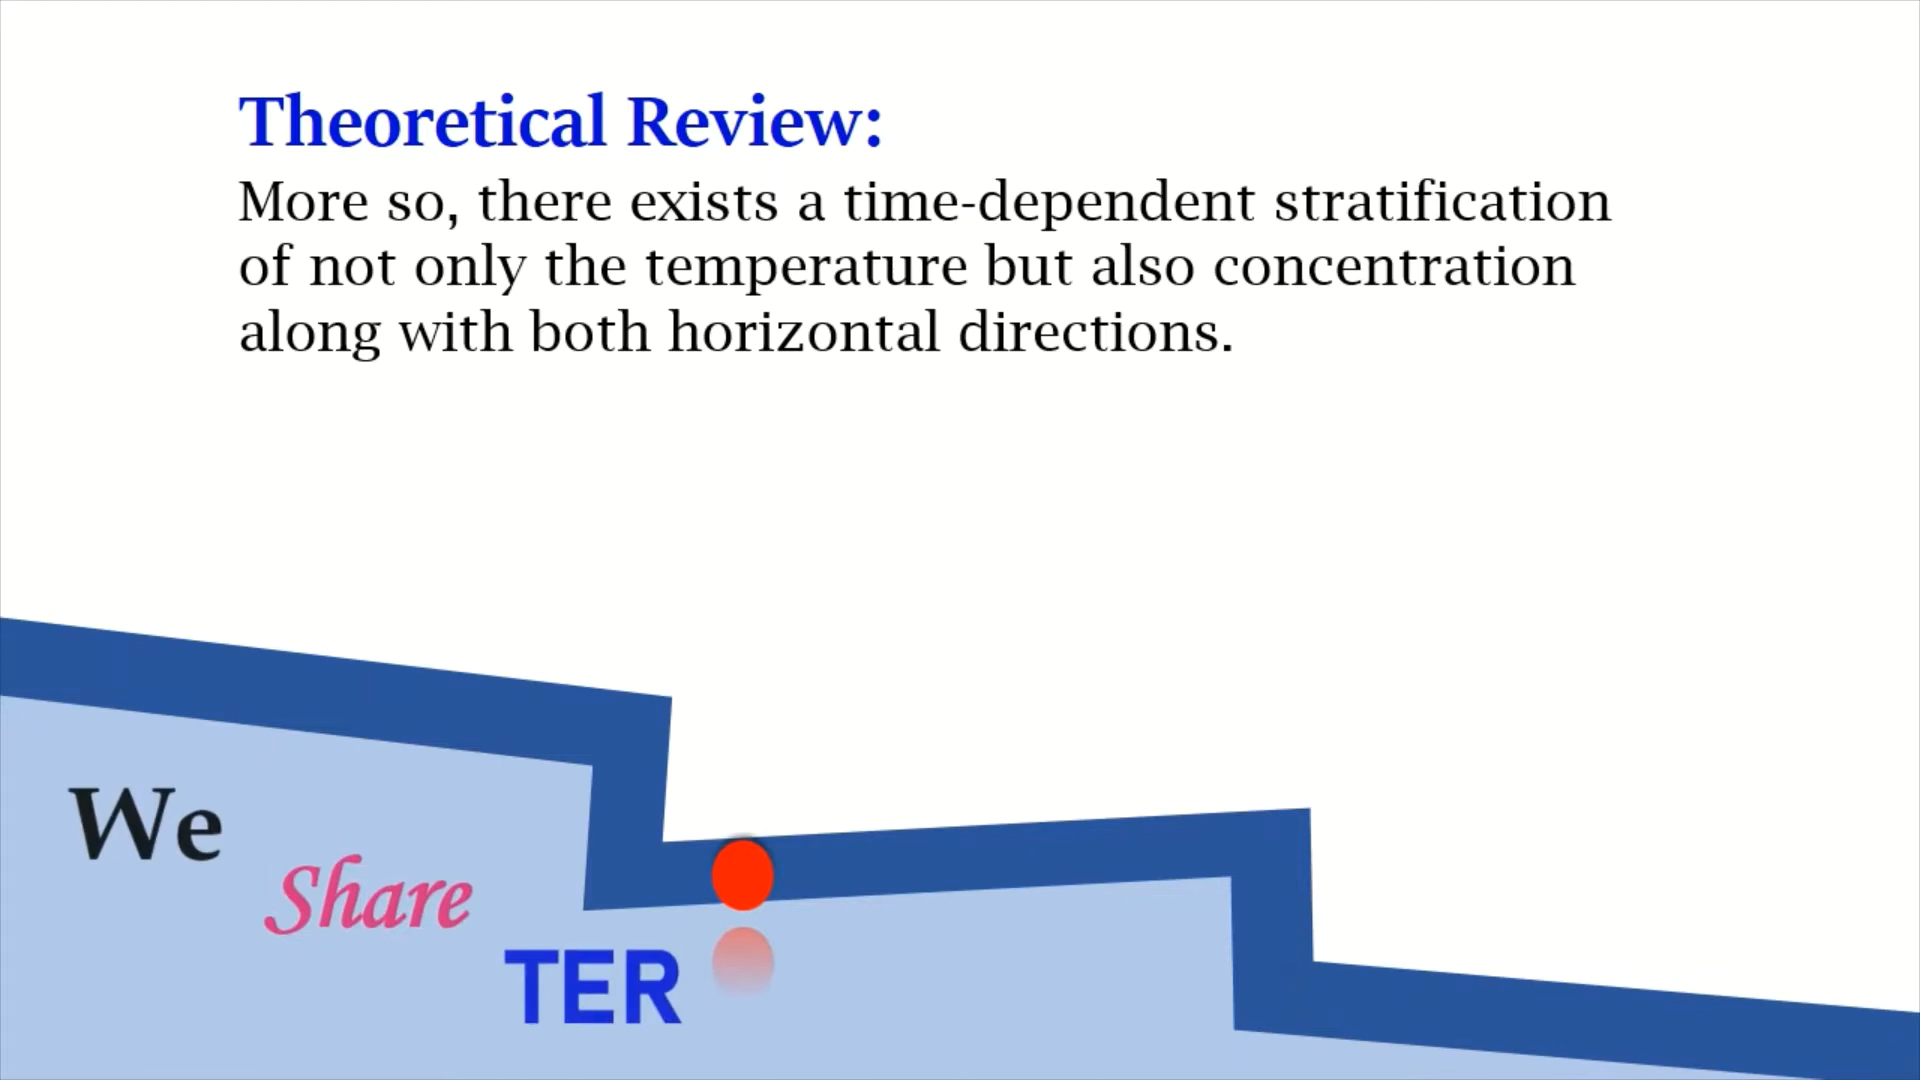 Theoretical Review:
More so, there exists a time-dependent stratification
of not only the temperature but also concentration
along with both horizontal directions.
We
Share
TER